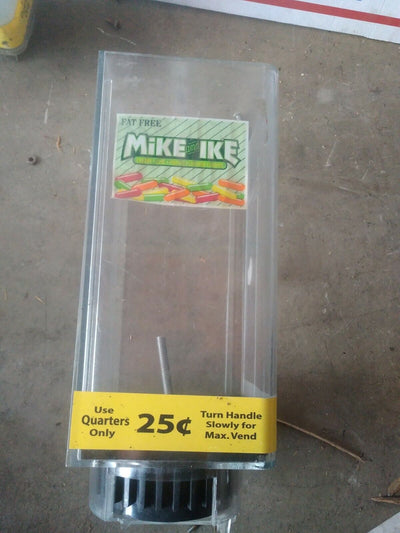 FAT FREE
MIKE AND IKE
Use
Quarters
Only
25¢
Turn Handle
Slowly for
Max. Vend